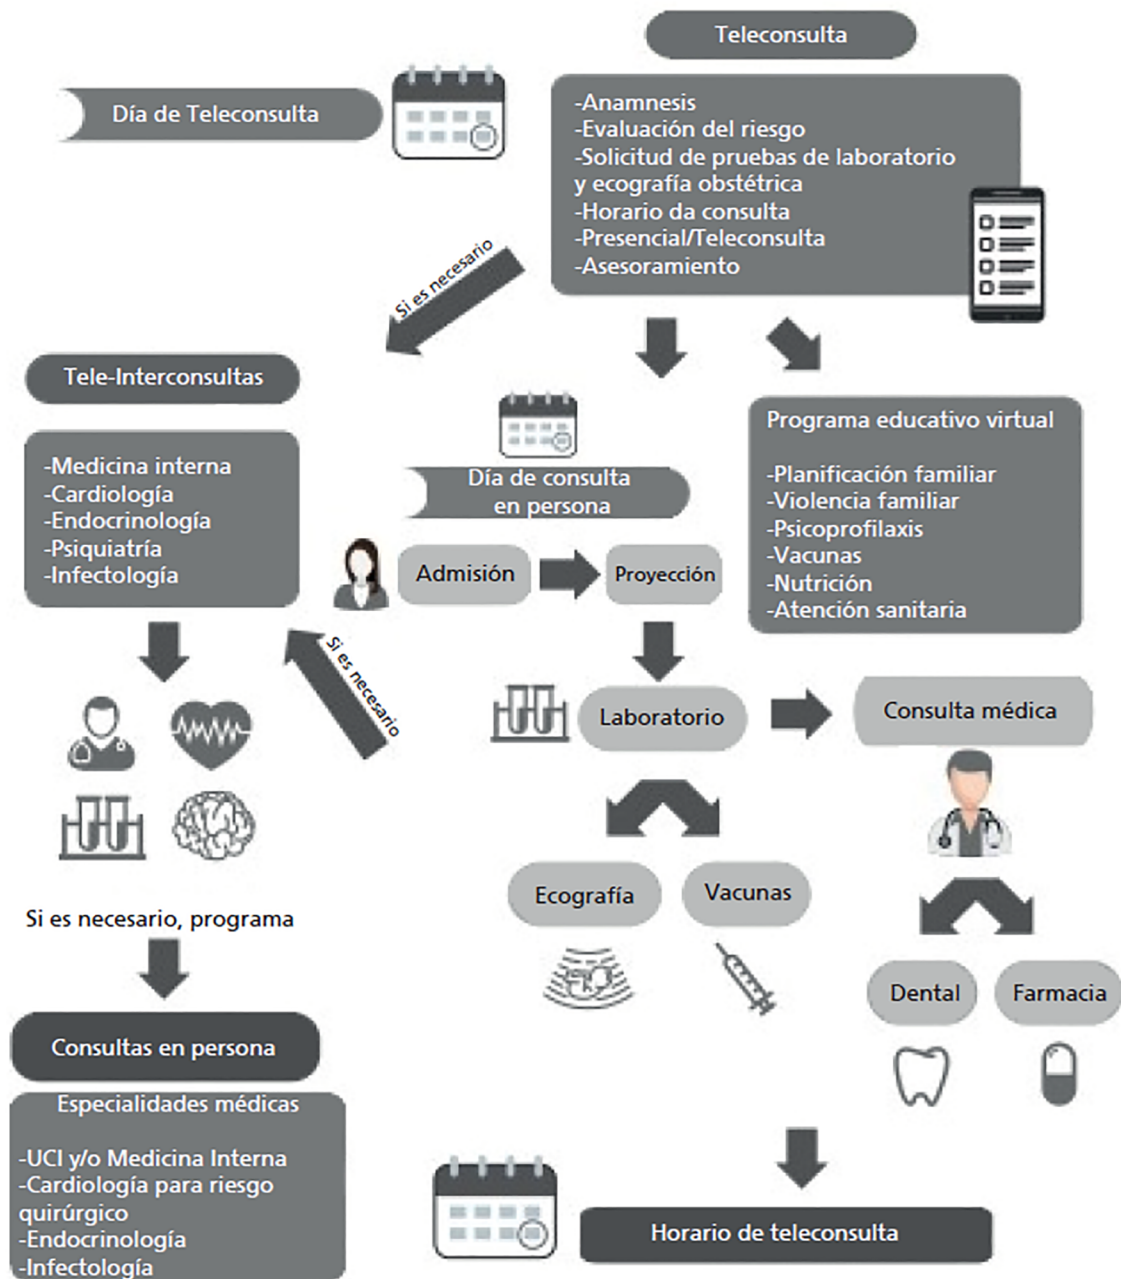 Teleconsulta
Día de Teleconsulta
-Anamnesis
-Evaluación del riesgo
-Solicitud de pruebas de laboratorio
y ecografía obstétrica
-Horario da consulta
-Presencial/Teleconsulta
-Asesoramiento
Si es necesario
Tele-Interconsultas
-Medicina interna
-Cardiología
-Endocrinología
-Psiquiatría
-Infectología
Día de consulta
en persona
Programa educativo virtual
-Planificación familiar
-Violencia familiar
-Psicoprofilaxis
-Vacunas
-Nutrición
-Atención sanitaria
Admisión
Proyección
Si es necesario
Laboratorio
Consulta médica
Ecografía
Vacunas
Si es necesario, programa
Dental
Farmacia
Consultas en persona
Especialidades médicas
-UCI y/o Medicina Interna
-Cardiología para riesgo
quirúrgico
-Endocrinología
-Infectología
Horario de teleconsulta